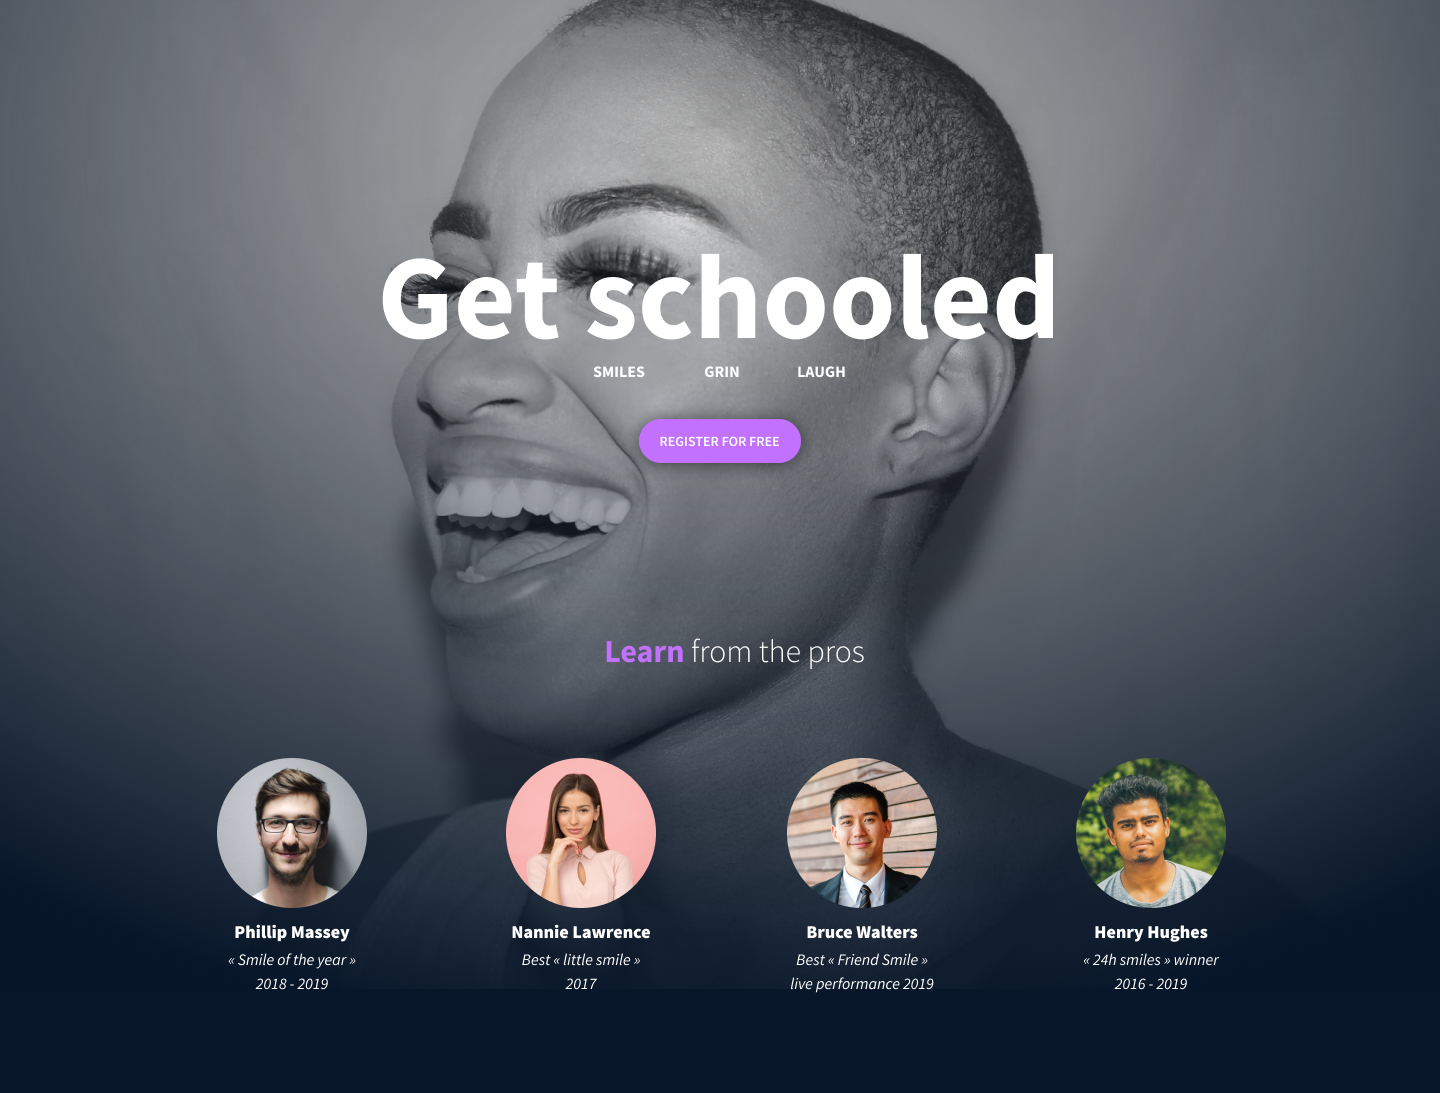 Get schooled
SMILES GRIN LAUGH
REGISTER FOR FREE
Learn from the pros
Phillip Massey
« Smile of the year »
2018 - 2019
Nannie Lawrence
Best « little smile »
2017
Bruce Walters
Best « Friend Smile »
live performance 2019
Henry Hughes
« 24h smiles » winner
2016 - 2019